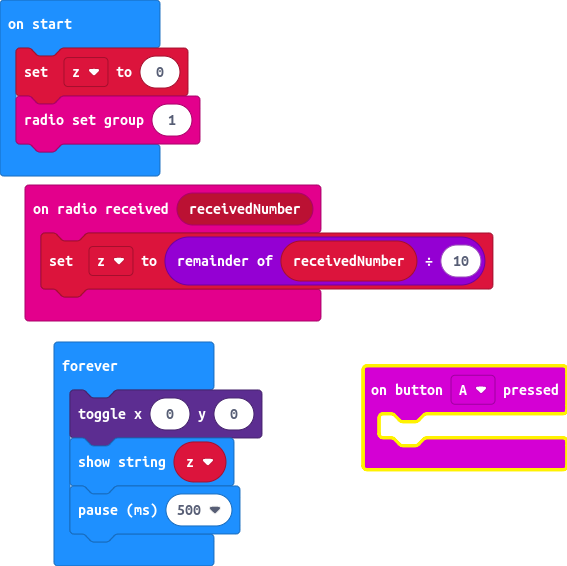 on start
set z to 0
radio set group 1
on radio received receivedNumber
set z to remainder of receivedNumber ÷ 10
forever
toggle x 0 y 0
show string z
pause (ms) 500
on button A pressed